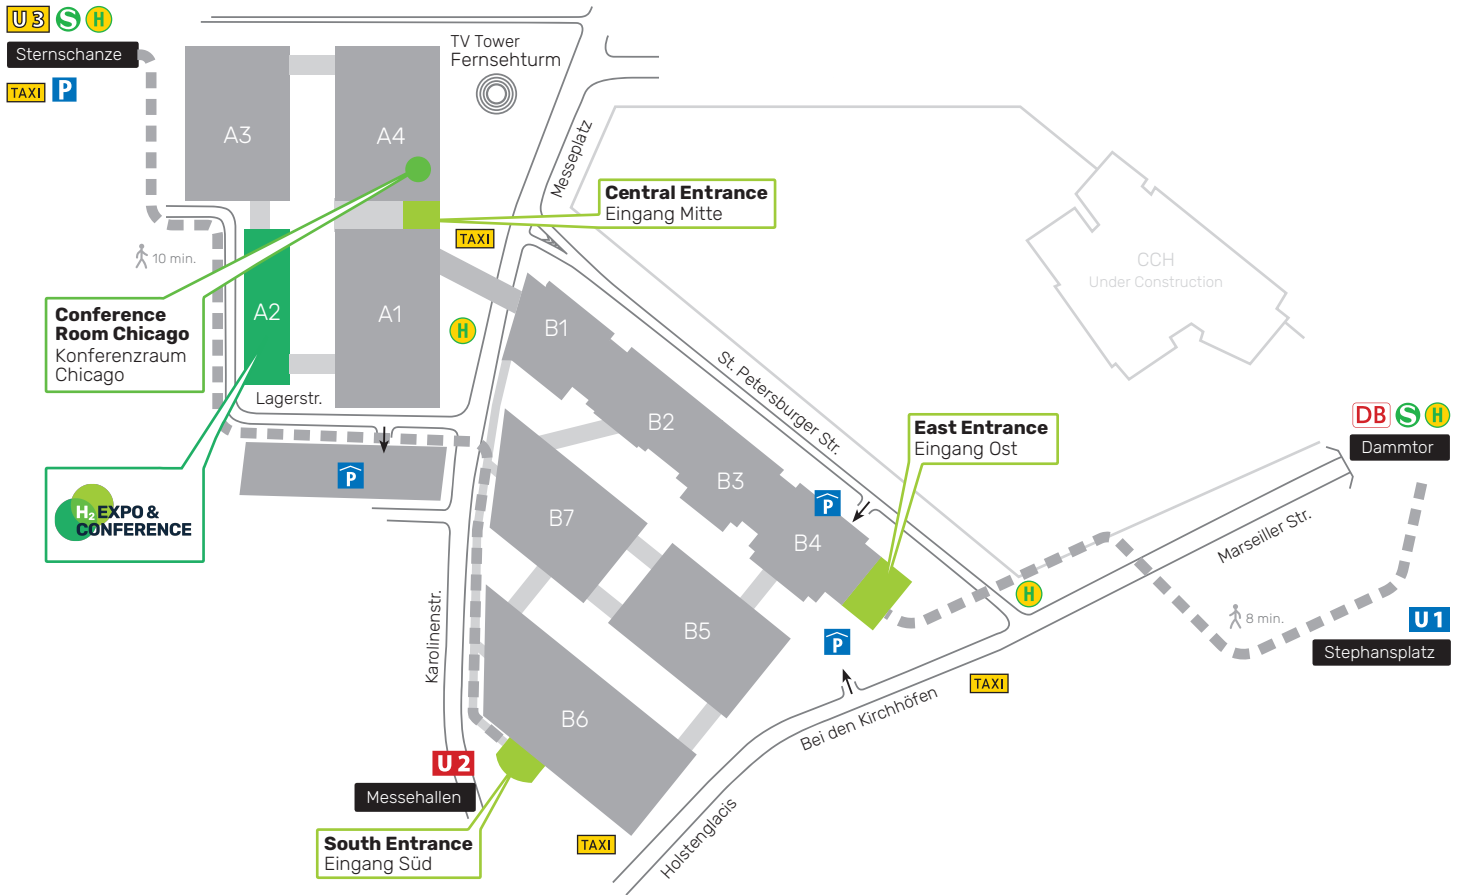 U3 S H
Sternschanze
TAXI P
TV Tower
Fernsehturm
A3
A4
Messeplatz
Central Entrance
Eingang Mitte
TAXI
10 min.
CCH
Under Construction
Conference
Room Chicago
Konferenzraum
Chicago
A2
A1
H
B1
Lagerstr.
St. Petersburger Str.
B2
East Entrance
Eingang Ost
DB S H
Dammtor
P
B3
P
H2 EXPO &
CONFERENCE
B7
B4
Marseiller Str.
H
Karolinenstr.
B5
P
8 min.
U1
Stephansplatz
TAXI
B6
Bei den Kirchhöfen
U2
Messehallen
Holstenglacis
South Entrance
Eingang Süd
TAXI